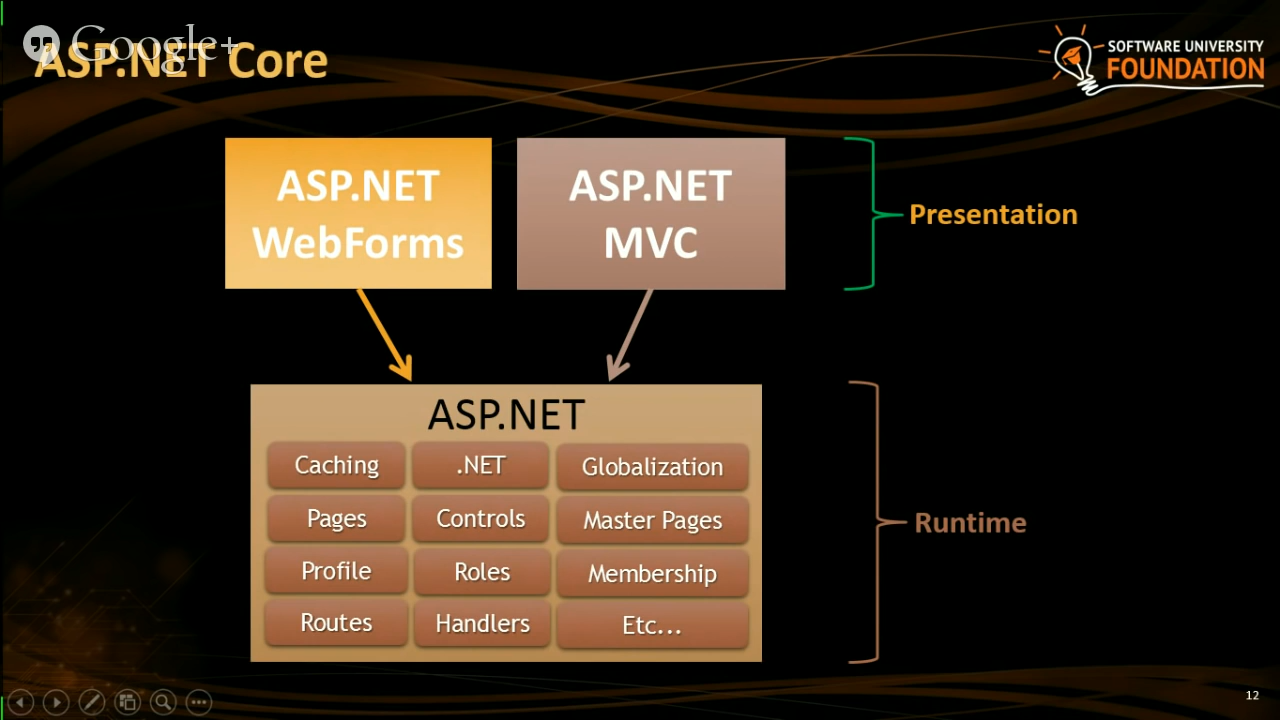 Google+
ASP.NET Core
SOFTWARE UNIVERSITY
FOUNDATION
ASP.NET
WebForms
ASP.NET
MVC
Presentation
ASP.NET
Caching
.NET
Globalization
Pages
Controls
Master Pages
Profile
Roles
Membership
Routes
Handlers
Etc...
Runtime
12